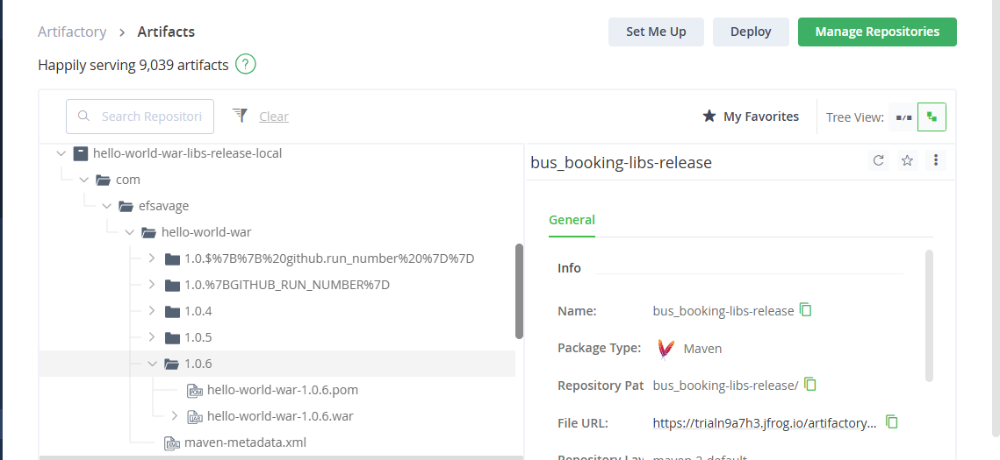 Artifactory > Artifacts
Set Me Up
Deploy
Manage Repositories
Happily serving 9,039 artifacts ?
Search Repositori
Clear
My Favorites
Tree View:
hello-world-war-libs-release-local
com
efsavage
hello-world-war
1.0.$%7B%7B%20github.run_number%20%7D%7D
1.0.%7BGITHUB_RUN_NUMBER%7D
1.0.4
1.0.5
1.0.6
hello-world-war-1.0.6.pom
hello-world-war-1.0.6.war
maven-metadata.xml
bus_booking-libs-release
General
Info
Name: bus_booking-libs-release
Package Type: Maven
Repository Pat bus_booking-libs-release/
File URL: https://trialn9a7h3.jfrog.io/artifactory...
Repository Lay maven-2-default